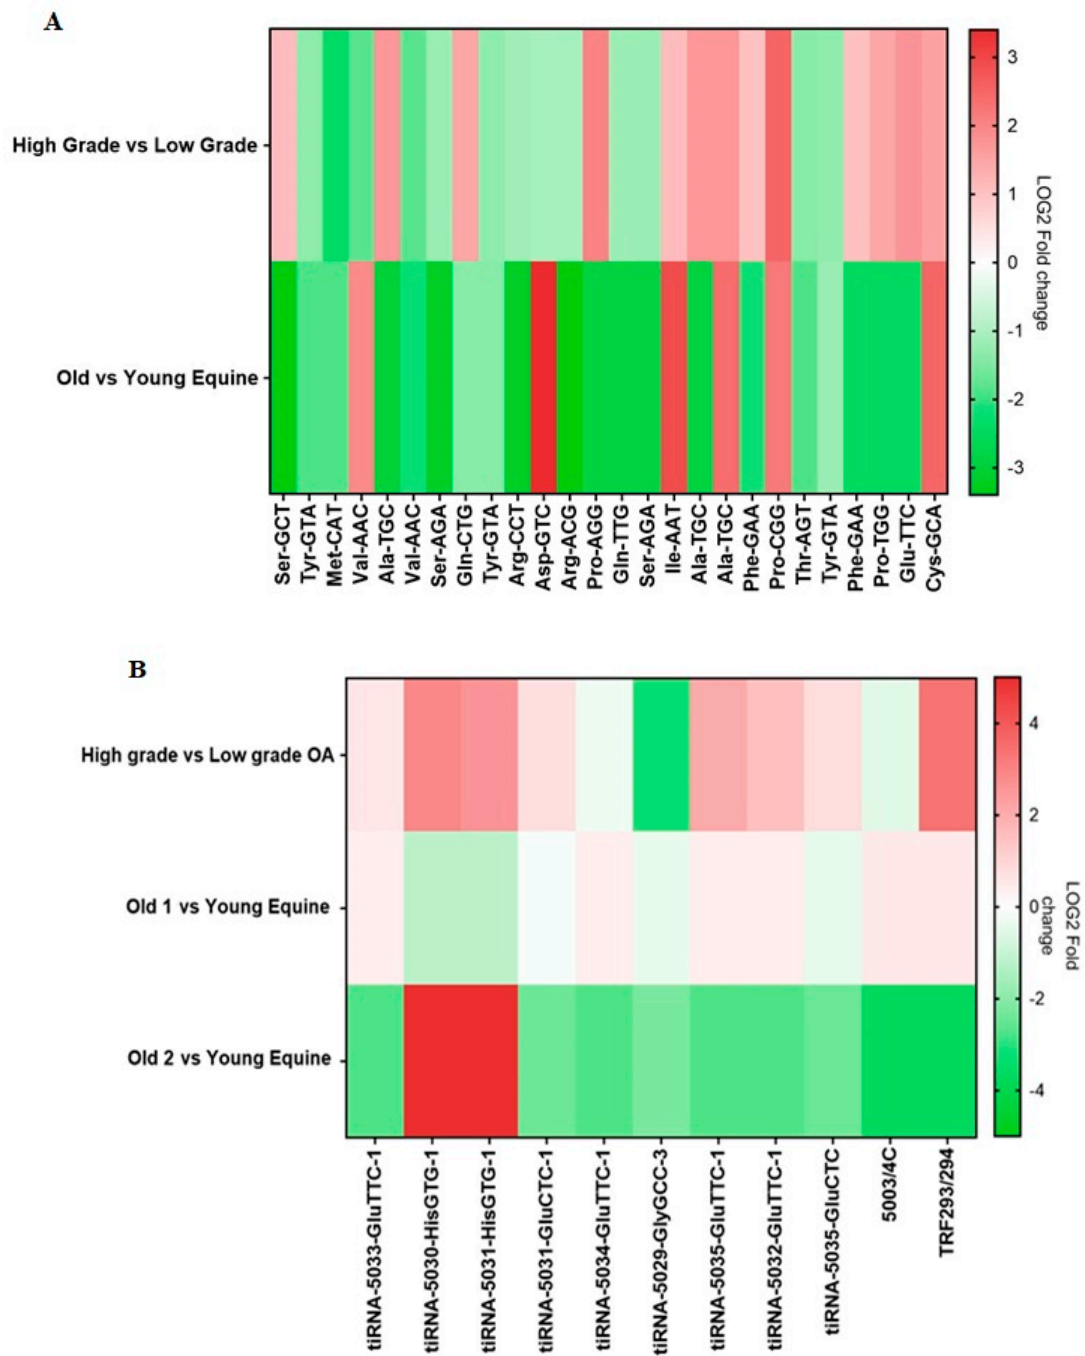 A
High Grade vs Low Grade
Old vs Young Equine
3
2
1
0
-1
-2
-3
LOG2 Fold change
Ser-GCT
Tyr-GTA
Met-CAT
Val-AAC
Ala-TGC
Val-AAC
Ser-AGA
Gln-CTG
Tyr-GTA
Arg-CCT
Asp-GTC
Arg-ACG
Pro-AGG
Gln-TTG
Ser-AGA
Ile-AAT
Ala-TGC
Ala-TGC
Phe-GAA
Pro-CGG
Thr-AGT
Tyr-GTA
Phe-GAA
Pro-TGG
Glu-TTC
Cys-GCA
B
High grade vs Low grade OA
Old 1 vs Young Equine
Old 2 vs Young Equine
4
2
0
-2
-4
LOG2 Fold
change
tiRNA-5033-GluTTC-1
tiRNA-5030-HisGTG-1
tiRNA-5031-HisGTG-1
tiRNA-5031-GluCTC-1
tiRNA-5034-GluTTC-1
tiRNA-5029-GlyGCC-3
tiRNA-5035-GluTTC-1
tiRNA-5032-GluTTC-1
tiRNA-5035-GluCTC
5003/4C
TRF293/294